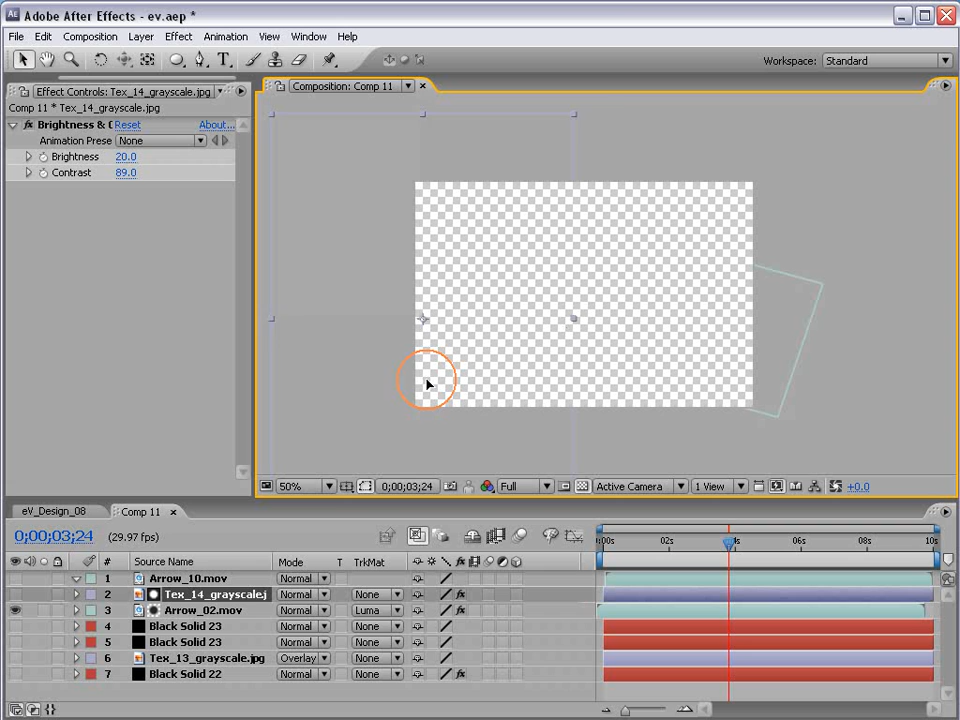 Adobe After Effects - ev.aep *
File Edit Composition Layer Effect Animation View Window Help
Workspace: Standard
Effect Controls: Tex_14_grayscale.jpg
Composition: Comp 11
Comp 11 * Tex_14_grayscale.jpg
Brightness & C Reset About...
Animation Prese None
Brightness 20.0
Contrast 89.0
50% 0;00;03;24 Full Active Camera 1 View +0.0
eV_Design_08 Comp 11
0;00;03;24 (29.97 fps)
:00s 02s 04s 06s 08s 10s
# Source Name Mode T TrkMat
1 Arrow_10.mov Normal
2 Tex_14_grayscale.j Normal None
3 Arrow_02.mov Normal Luma
4 Black Solid 23 Normal None
5 Black Solid 23 Normal None
6 Tex_13_grayscale.jpg Overlay None
7 Black Solid 22 Normal None